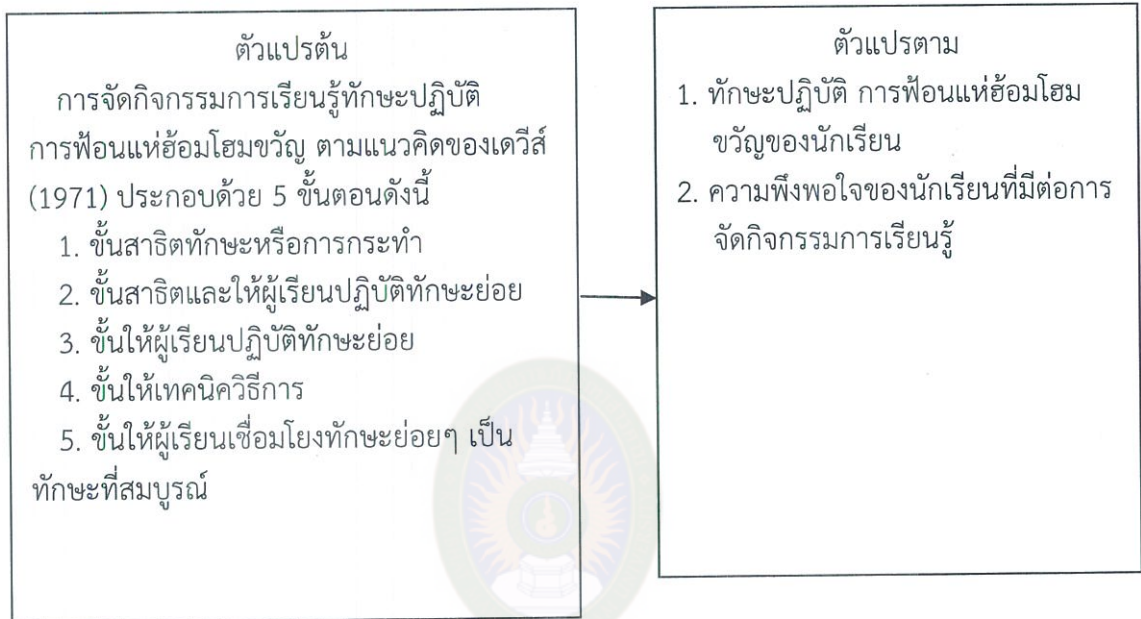 ตัวแปรต้น
การจัดกิจกรรมการเรียนรู้ทักษะปฏิบัติ
การฟ้อนแห่ฮ้อมโฮมขวัญ ตามแนวคิดของเดวีส์
(1971) ประกอบด้วย 5 ขั้นตอนดังนี้
1. ขั้นสาธิตทักษะหรือการกระทำ
2. ขั้นสาธิตและให้ผู้เรียนปฏิบัติทักษะย่อย
3. ขั้นให้ผู้เรียนปฏิบัติทักษะย่อย
4. ขั้นให้เทคนิควิธีการ
5. ขั้นให้ผู้เรียนเชื่อมโยงทักษะย่อยๆ เป็น
ทักษะที่สมบูรณ์
ตัวแปรตาม
1. ทักษะปฏิบัติ การฟ้อนแห่ฮ้อมโฮม
ขวัญของนักเรียน
2. ความพึงพอใจของนักเรียนที่มีต่อการ
จัดกิจกรรมการเรียนรู้